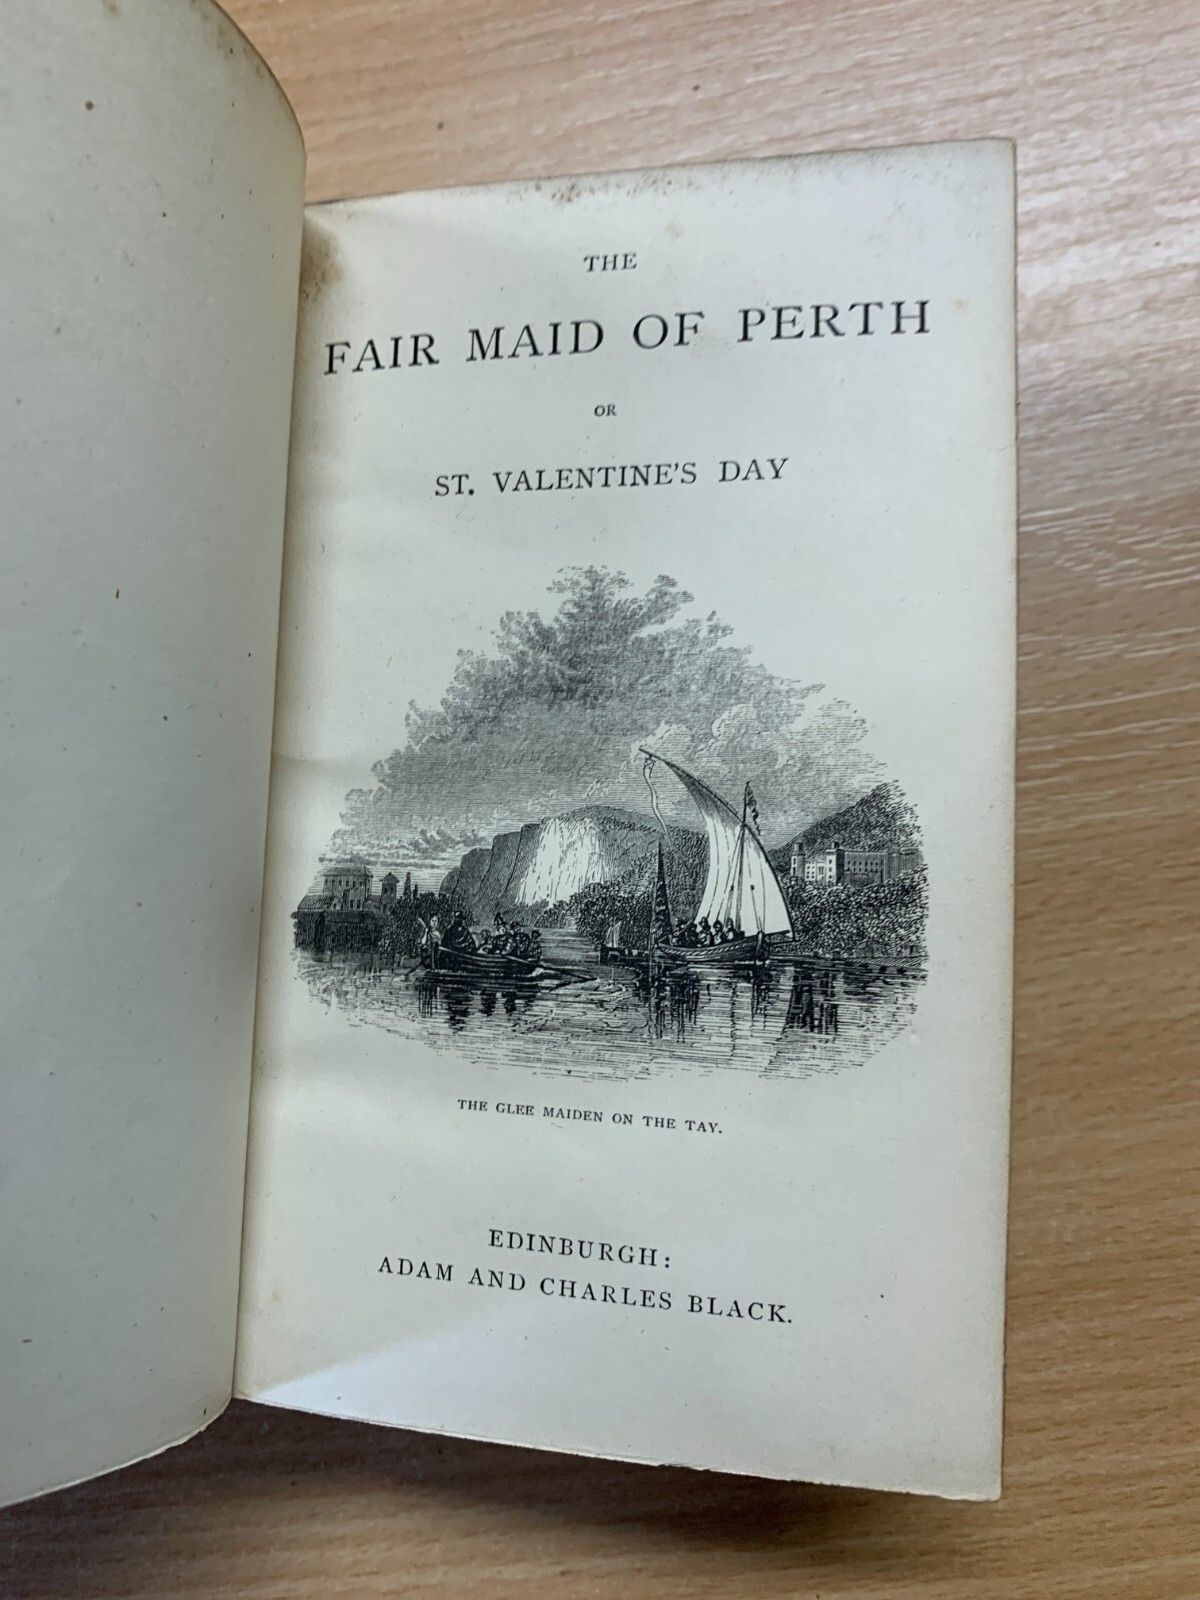 THE
FAIR MAID OF PERTH
OR
ST. VALENTINE'S DAY
THE GLEE MAIDEN ON THE TAY.
EDINBURGH:
ADAM AND CHARLES BLACK.